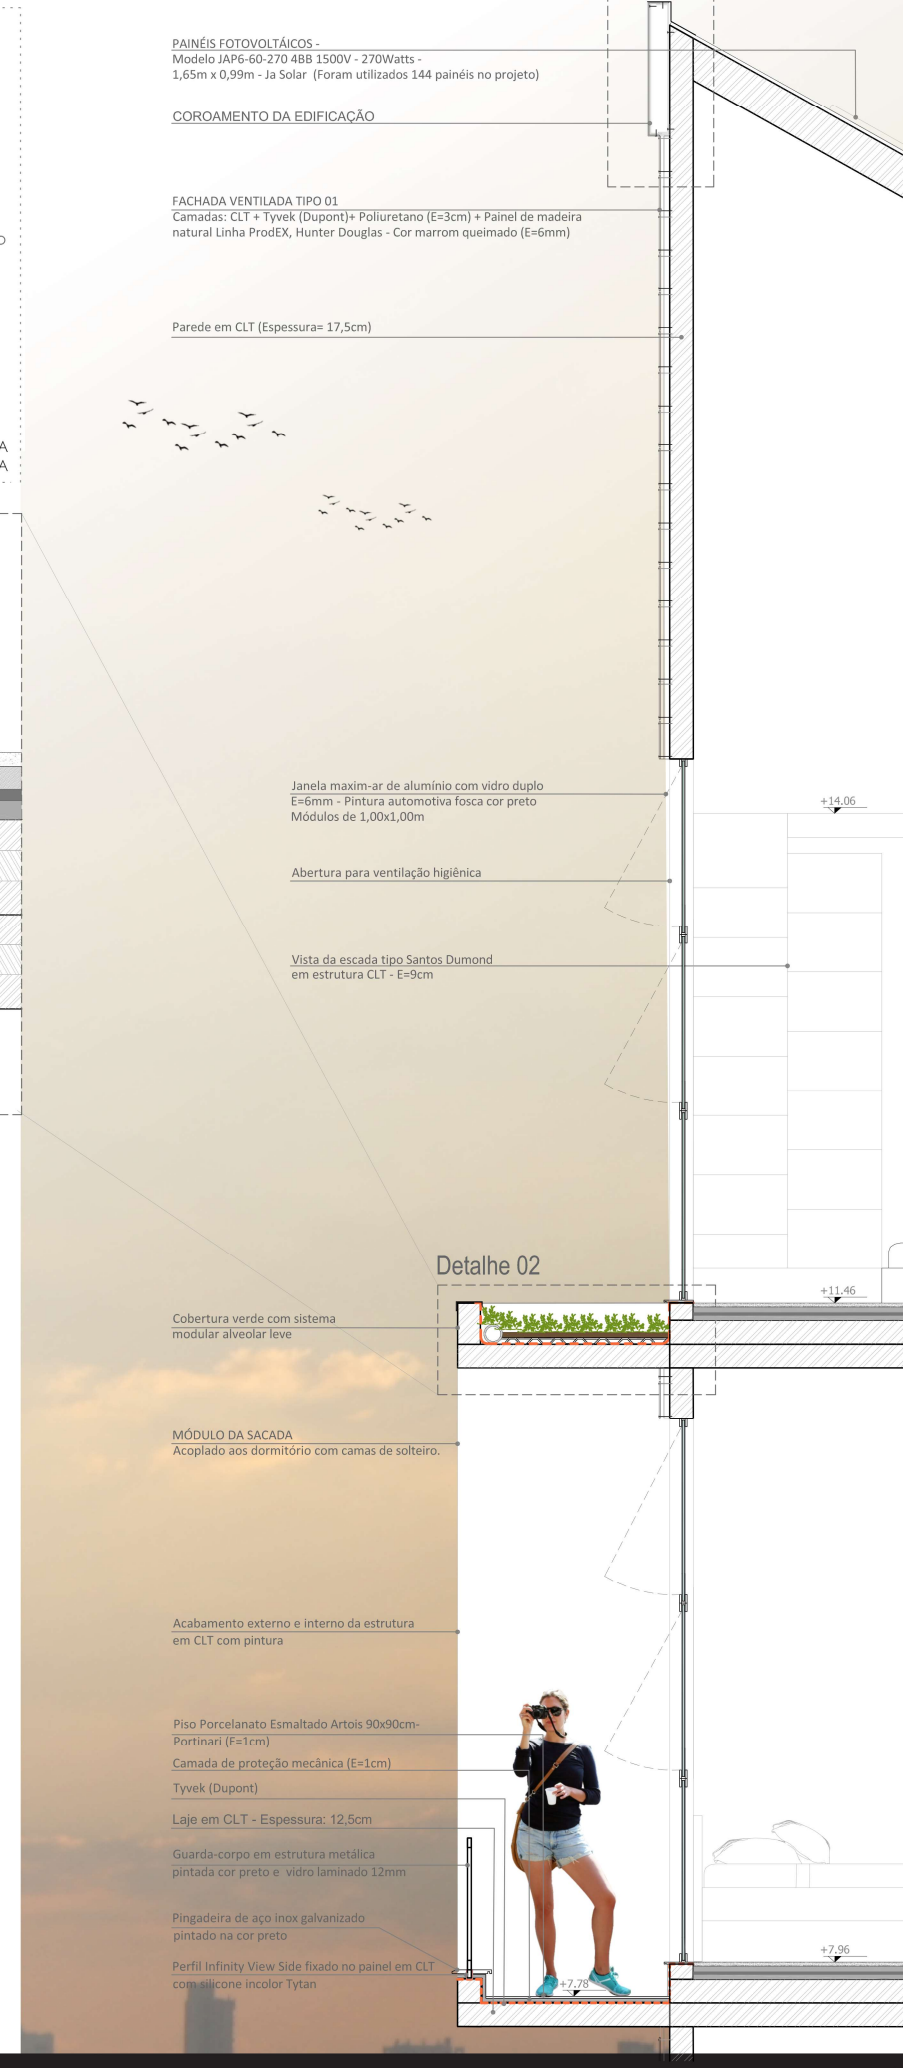 PAINÉIS FOTOVOLTÁICOS -
Modelo JAP6-60-270 4BB 1500V - 270Watts -
1,65m x 0,99m - Ja Solar (Foram utilizados 144 painéis no projeto)
COROAMENTO DA EDIFICAÇÃO
FACHADA VENTILADA TIPO 01
Camadas: CLT + Tyvek (Dupont)+ Poliuretano (E=3cm) + Painel de madeira
natural Linha ProdEX, Hunter Douglas - Cor marrom queimado (E=6mm)
O
Parede em CLT (Espessura= 17,5cm)
A
A
Janela maxim-ar de alumínio com vidro duplo
E=6mm - Pintura automotiva fosca cor preto
Módulos de 1,00x1,00m
+14.06
Abertura para ventilação higiênica
Vista da escada tipo Santos Dumond
em estrutura CLT - E=9cm
Detalhe 02
+11.46
Cobertura verde com sistema
modular alveolar leve
MÓDULO DA SACADA
Acoplado aos dormitório com camas de solteiro.
Acabamento externo e interno da estrutura
em CLT com pintura
Piso Porcelanato Esmaltado Artois 90x90cm-
Portinari (E=1cm)
Camada de proteção mecânica (E=1cm)
Tyvek (Dupont)
Laje em CLT - Espessura: 12,5cm
Guarda-corpo em estrutura metálica
pintada cor preto e vidro laminado 12mm
Pingadeira de aço inox galvanizado
pintado na cor preto
+7.96
Perfil Infinity View Side fixado no painel em CLT
com silicone incolor Tytan
+7.78